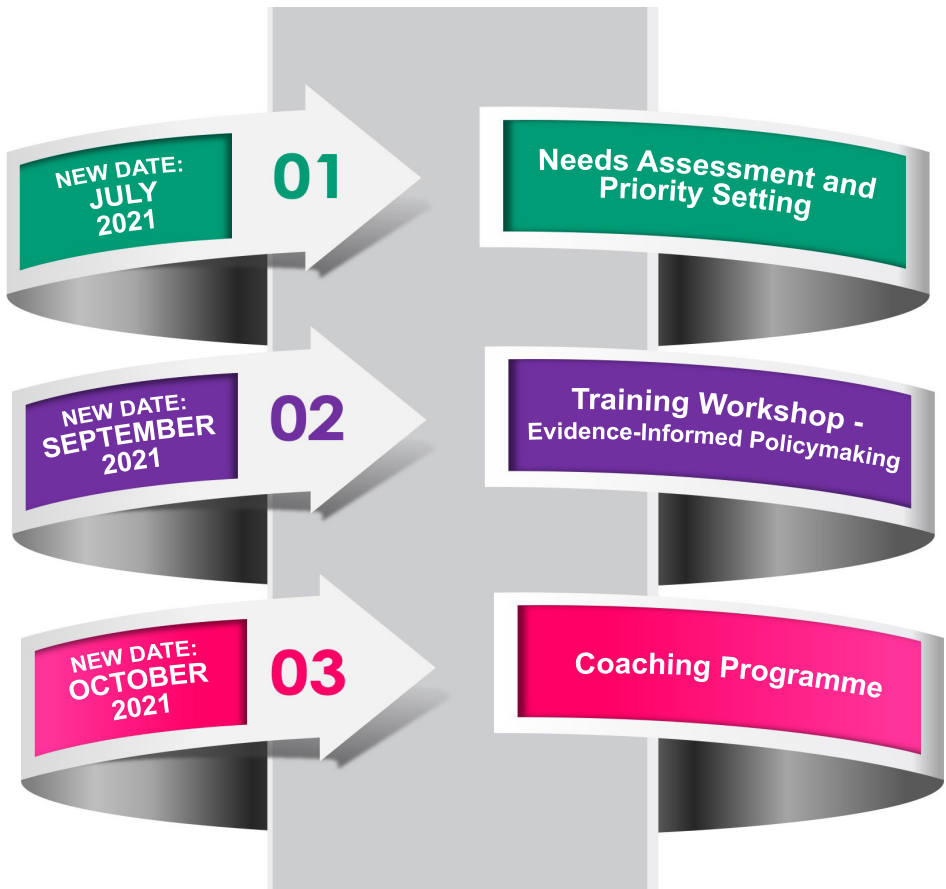 NEW DATE:
JULY
2021
01
Needs Assessment and
Priority Setting
NEW DATE:
SEPTEMBER
2021
02
Training Workshop -
Evidence-Informed Policymaking
NEW DATE:
OCTOBER
2021
03
Coaching Programme